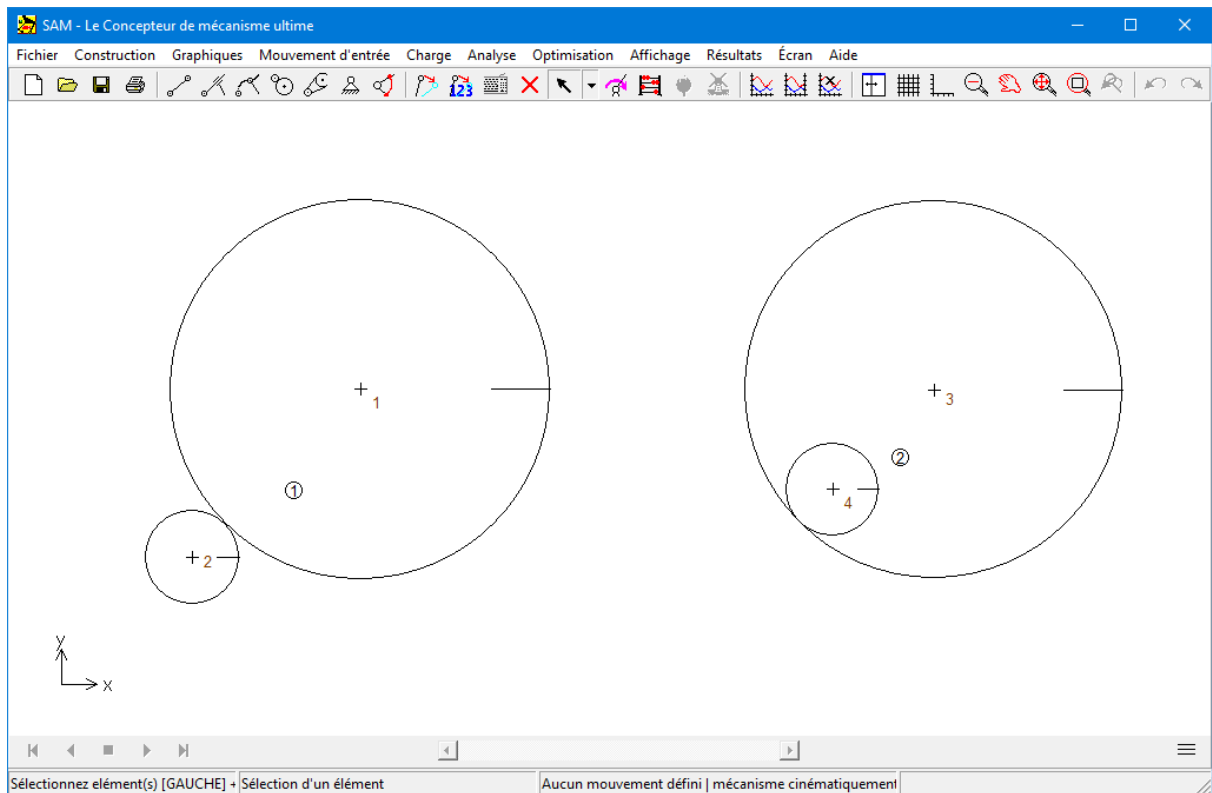 SAM - Le Concepteur de mécanisme ultime
Fichier Construction Graphiques Mouvement d'entrée Charge Analyse Optimisation Affichage Résultats Écran Aide
123
1
3
2
1
4
2
y
x
Sélectionnez elément(s) [GAUCHE] + Sélection d'un élément Aucun mouvement défini | mécanisme cinématiquement